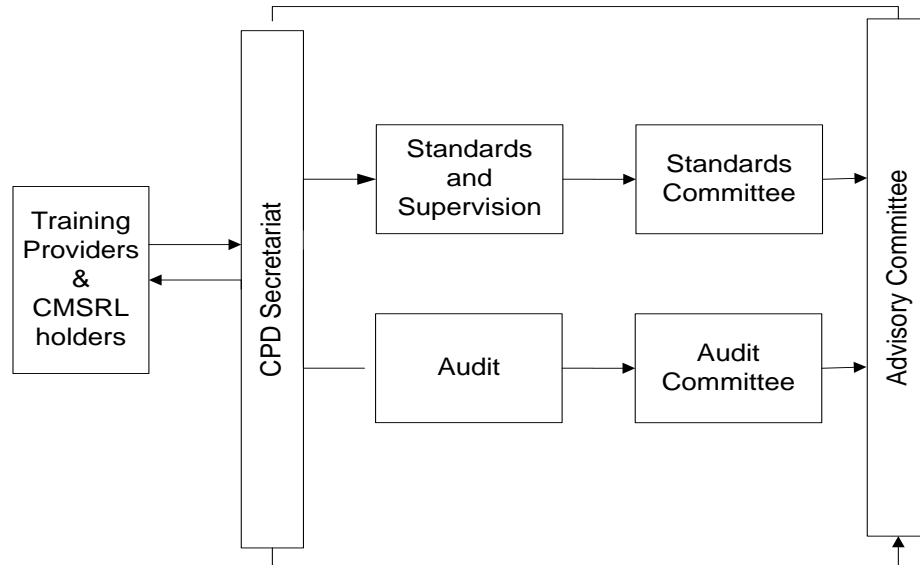 Training
Providers
&
CMSRL
holders
CPD Secretariat
Standards
and
Supervision
Standards
Committee
Audit
Audit
Committee
Advisory Committee